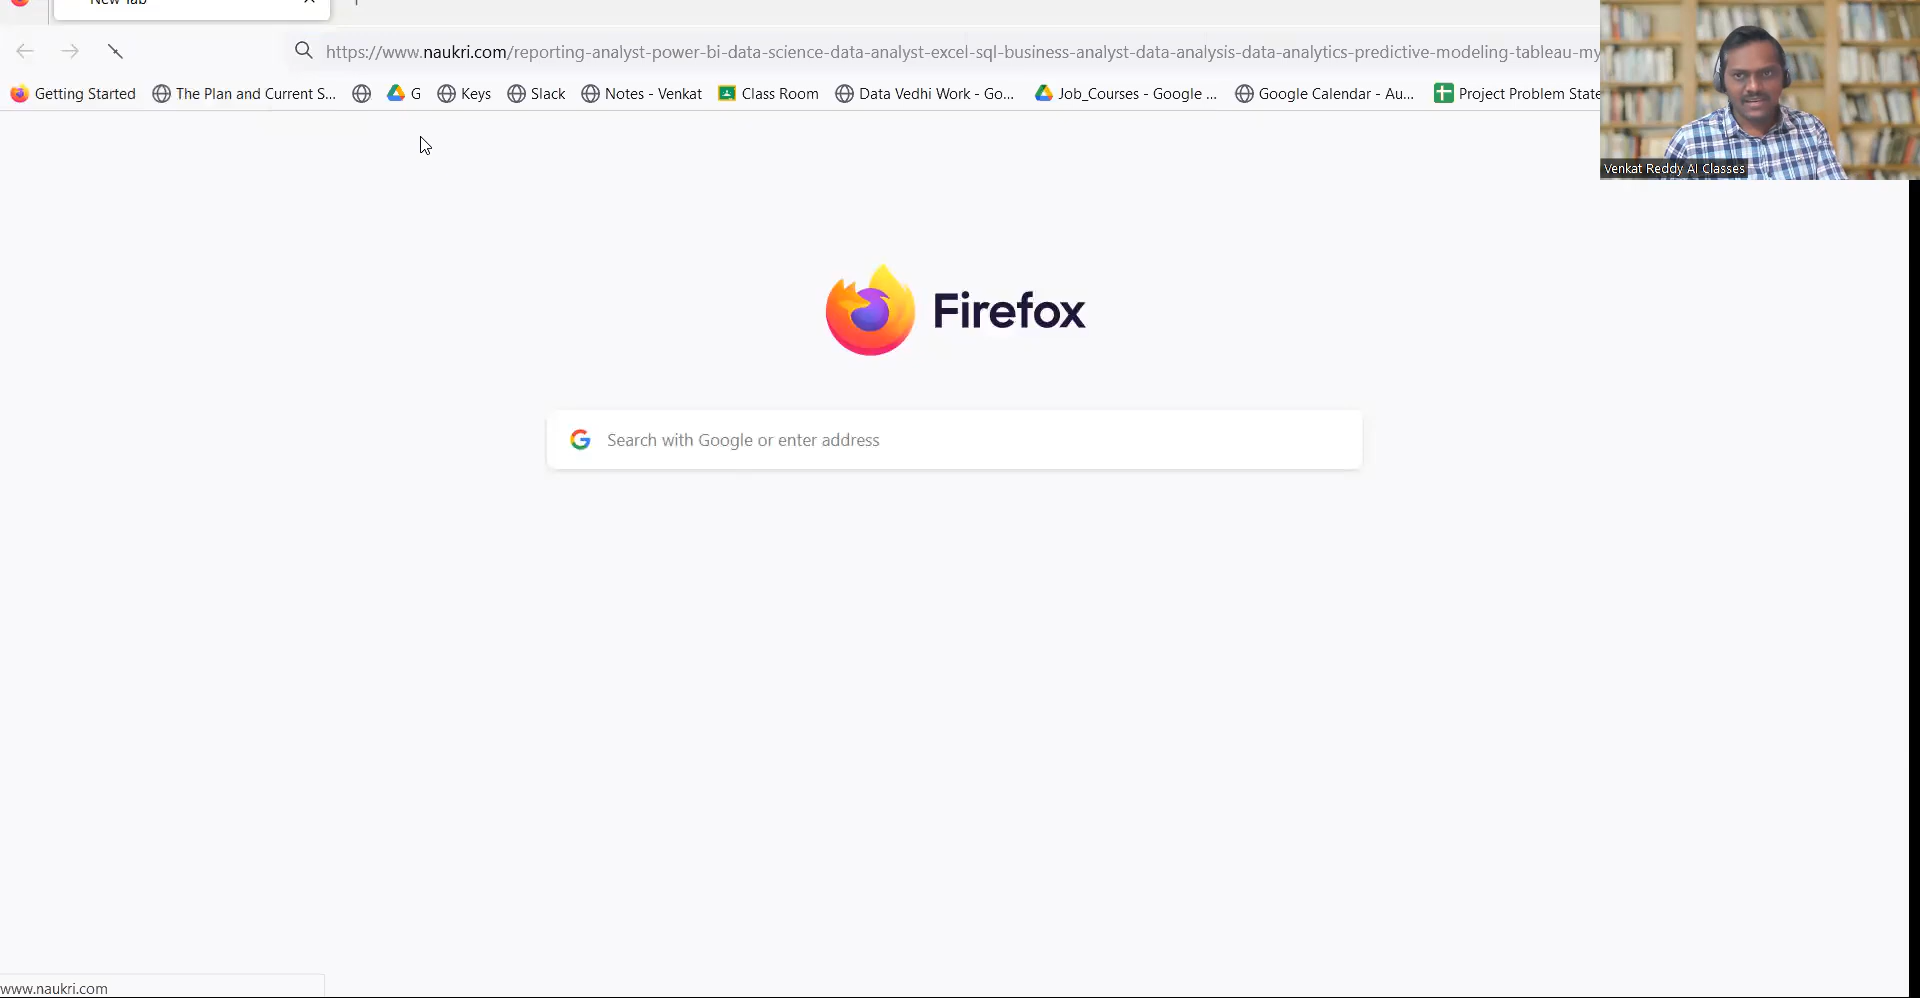 New Tab
https://www.naukri.com/reporting-analyst-power-bi-data-science-data-analyst-excel-sql-business-analyst-data-analysis-data-analytics-predictive-modeling-tableau-my
Getting Started The Plan and Current S... G Keys Slack Notes - Venkat Class Room Data Vedhi Work - Go... Job_Courses - Google ... Google Calendar - Au... Project Problem State
Venkat Reddy AI Classes
Firefox
Search with Google or enter address
www.naukri.com